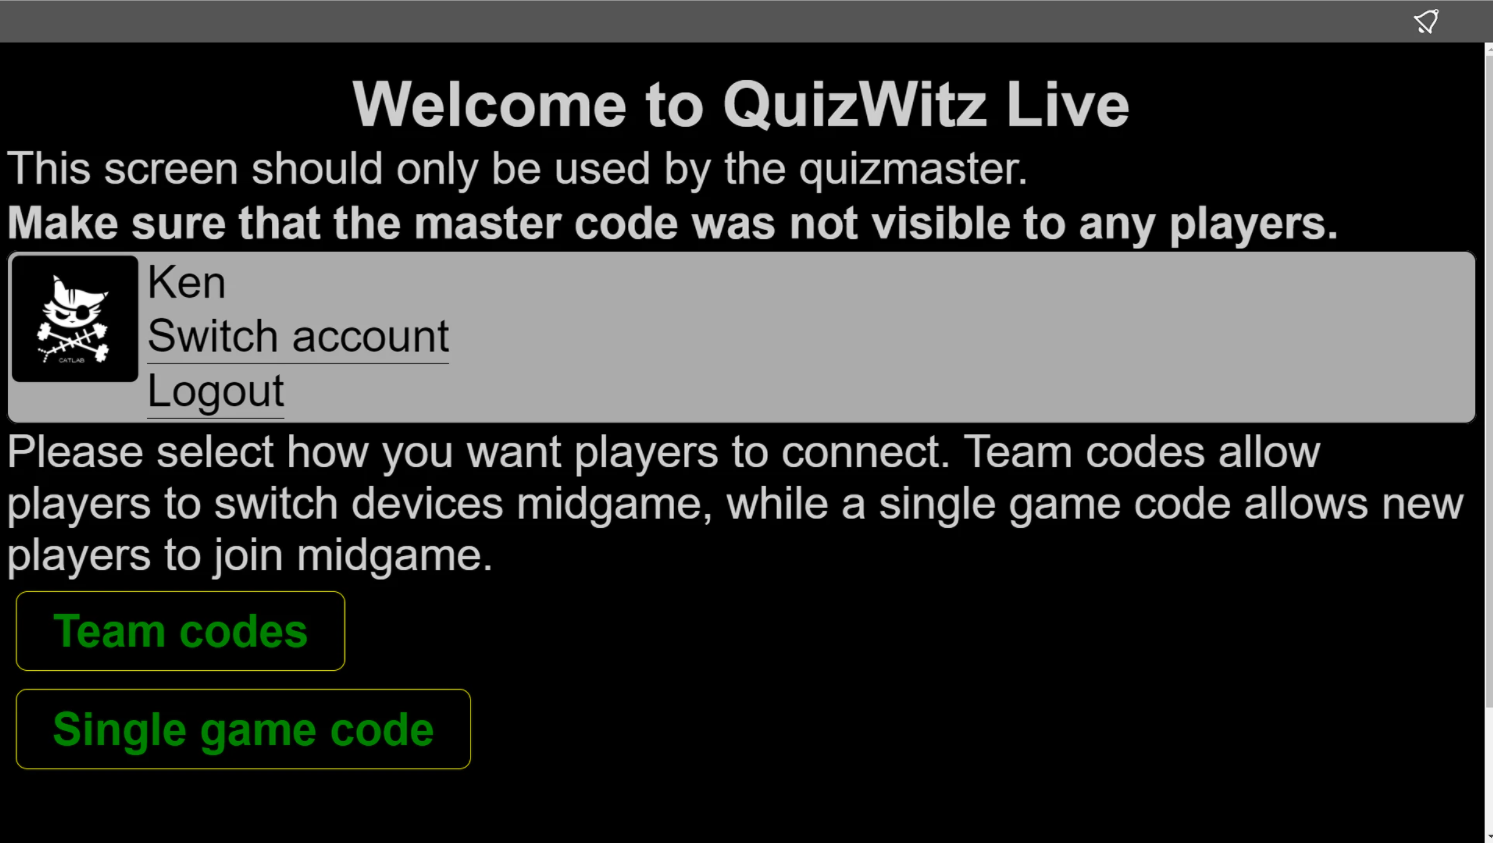 Welcome to QuizWitz Live
This screen should only be used by the quizmaster.
Make sure that the master code was not visible to any players.
Ken
Switch account
CATLAB
Logout
Please select how you want players to connect. Team codes allow
players to switch devices midgame, while a single game code allows new
players to join midgame.
Team codes
Single game code